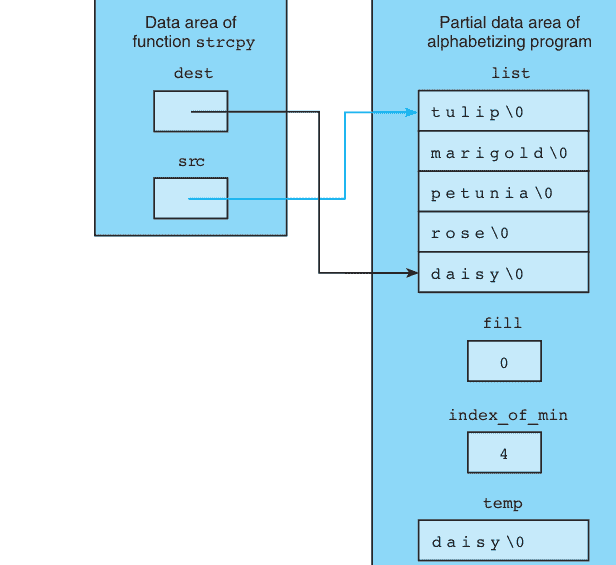 Data area of
function strcpy
dest
src
Partial data area of
alphabetizing program
list
tulip\0
marigold\0
petunia\0
rose\0
daisy\0
fill
0
index_of_min
4
temp
daisy\0